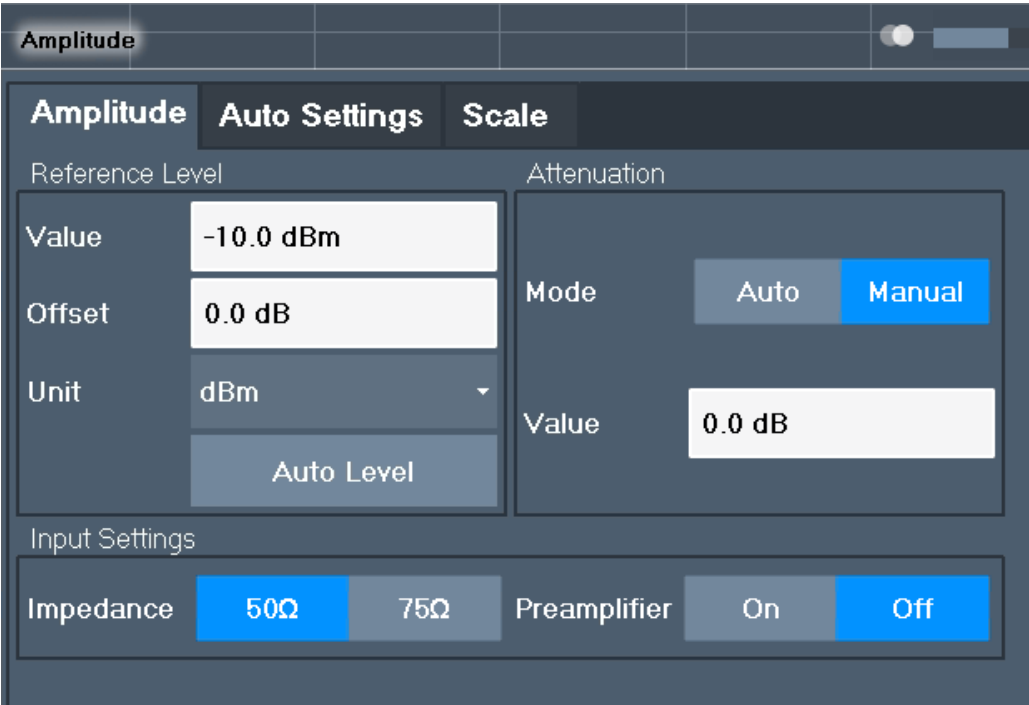 Amplitude
Amplitude Auto Settings Scale
Reference Level
Value -10.0 dBm
Offset 0.0 dB
Unit dBm
Auto Level
Attenuation
Mode Auto Manual
Value 0.0 dB
Input Settings
Impedance 50Ω 75Ω Preamplifier On Off